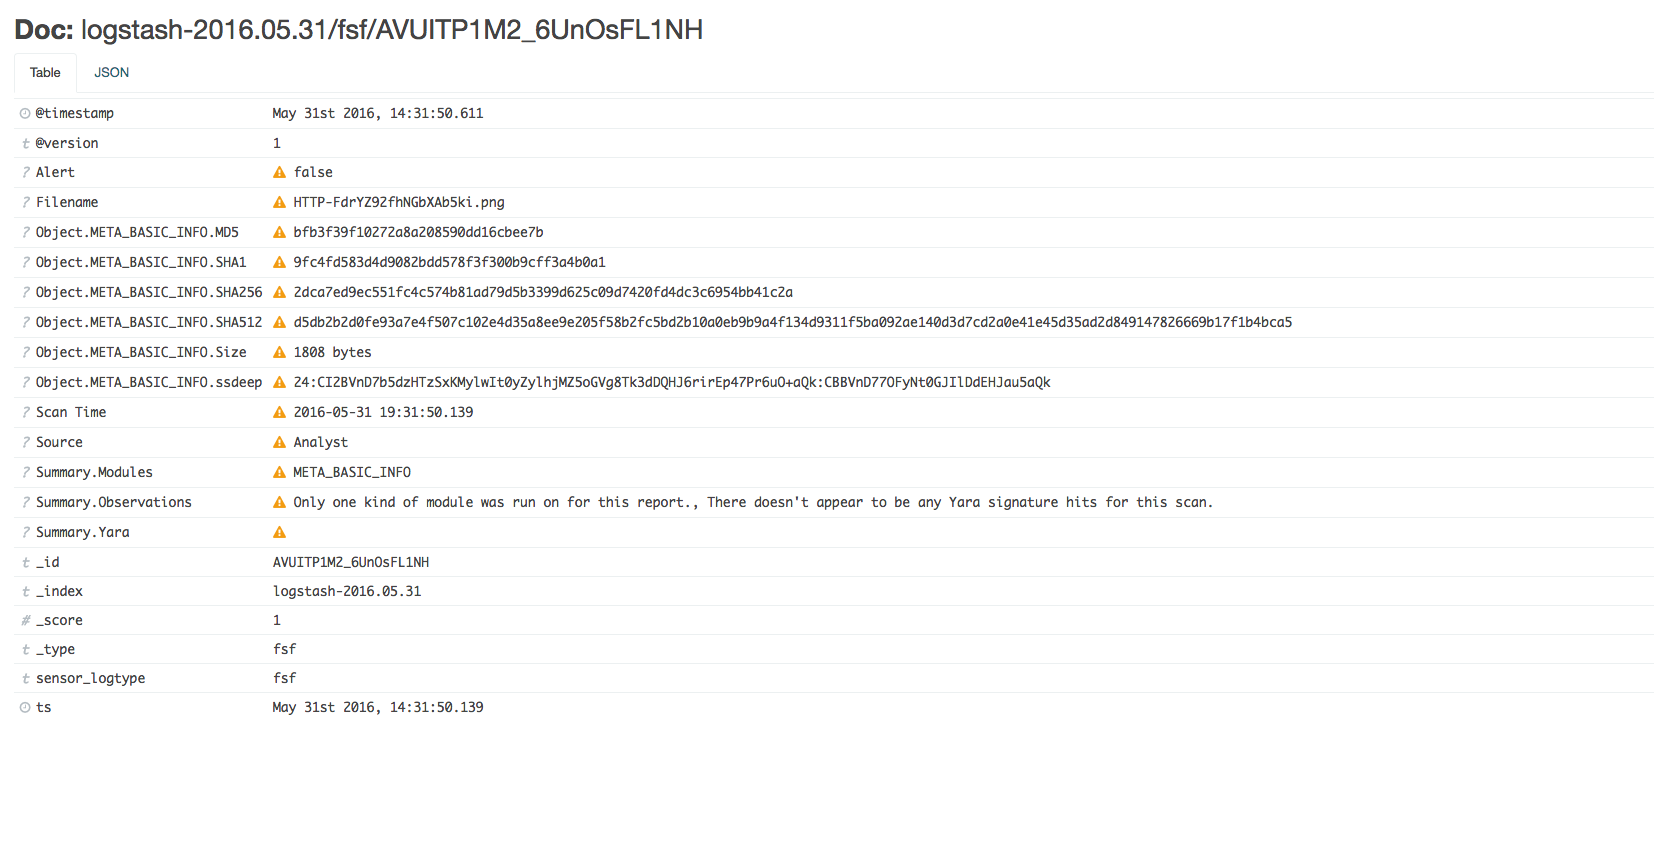 Doc: logstash-2016.05.31/fsf/AVUITP1M2_6UnOsFL1NH
Table JSON
@timestamp May 31st 2016, 14:31:50.611
t @version 1
? Alert false
? Filename HTTP-FdrYZ92fhNGbXAb5ki.png
? Object.META_BASIC_INFO.MD5 bfb3f39f10272a8a208590dd16cbee7b
? Object.META_BASIC_INFO.SHA1 9fc4fd583d4d9082bdd578f3f300b9cff3a4b0a1
? Object.META_BASIC_INFO.SHA256 2dca7ed9ec551fc4c574b81ad79d5b3399d625c09d7420fd4dc3c6954bb41c2a
? Object.META_BASIC_INFO.SHA512 d5db2b2d0fe93a7e4f507c102e4d35a8ee9e205f58b2fc5bd2b10a0eb9b9a4f134d9311f5ba092ae140d3d7cd2a0e41e45d35ad2d849147826669b17f1b4bca5
? Object.META_BASIC_INFO.Size 1808 bytes
? Object.META_BASIC_INFO.ssdeep 24:CI2BVnD7b5dzHTzSxKMylwIt0yZylhjMZ5oGVg8Tk3dDQHJ6rirEp47Pr6uO+aQk:CBBVnD77OFyNt0GJIlDdEHJau5aQk
? Scan Time 2016-05-31 19:31:50.139
? Source Analyst
? Summary.Modules META_BASIC_INFO
? Summary.Observations Only one kind of module was run on for this report., There doesn't appear to be any Yara signature hits for this scan.
? Summary.Yara
t _id AVUITP1M2_6UnOsFL1NH
t _index logstash-2016.05.31
# _score 1
t _type fsf
t sensor_logtype fsf
ts May 31st 2016, 14:31:50.139